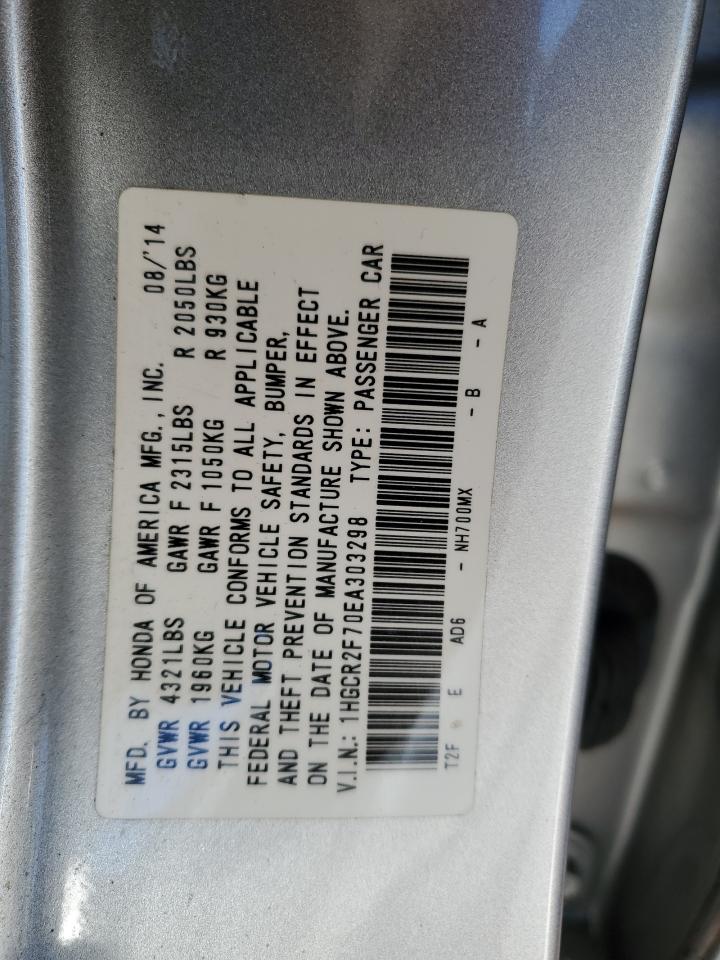 MFD. BY HONDA OF AMERICA MFG., INC. 08/'14
GVWR 4321LBS GAWR F 2315LBS R 2050LBS
GVWR 1960KG GAWR F 1050KG R 930KG
THIS VEHICLE CONFORMS TO ALL APPLICABLE
FEDERAL MOTOR VEHICLE SAFETY, BUMPER,
AND THEFT PREVENTION STANDARDS IN EFFECT
ON THE DATE OF MANUFACTURE SHOWN ABOVE.
V.I.N.: 1HGCR2F70EA303298 TYPE: PASSENGER CAR
T2F E AD6 - NH700MX - B - A